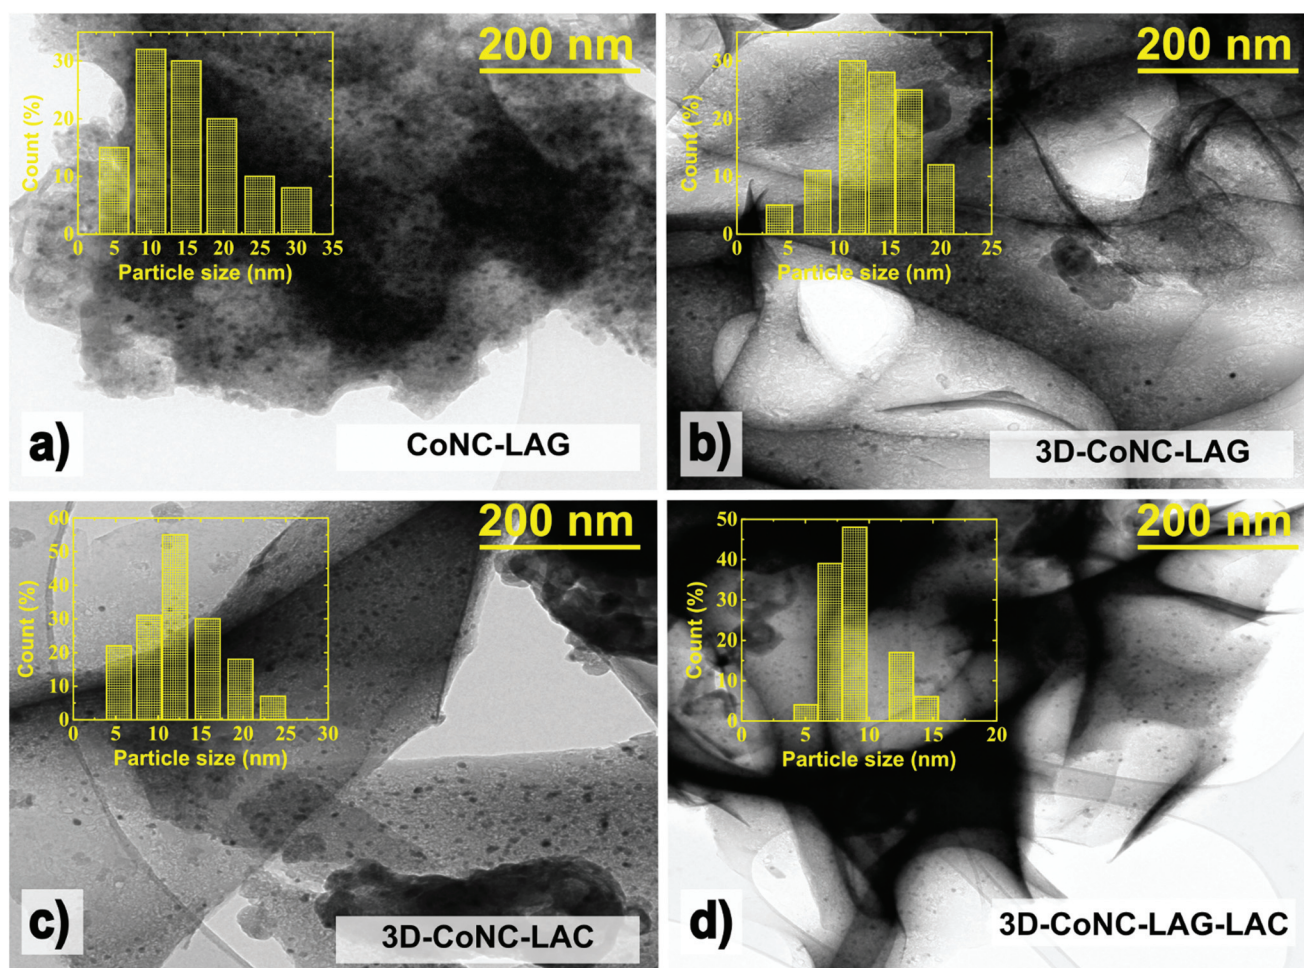 200 nm
30
20
10
0
Count (%)
0 5 10 15 20 25 30 35
Particle size (nm)
a)
CoNC-LAG
200 nm
30
20
10
0
Count (%)
0 5 10 15 20 25
Particle size (nm)
b)
3D-CoNC-LAG
200 nm
60
50
40
30
20
10
0
Count (%)
0 5 10 15 20 25 30
Particle size (nm)
c)
3D-CoNC-LAC
200 nm
50
40
30
20
10
0
Count (%)
0 5 10 15 20
Particle size (nm)
d)
3D-CoNC-LAG-LAC